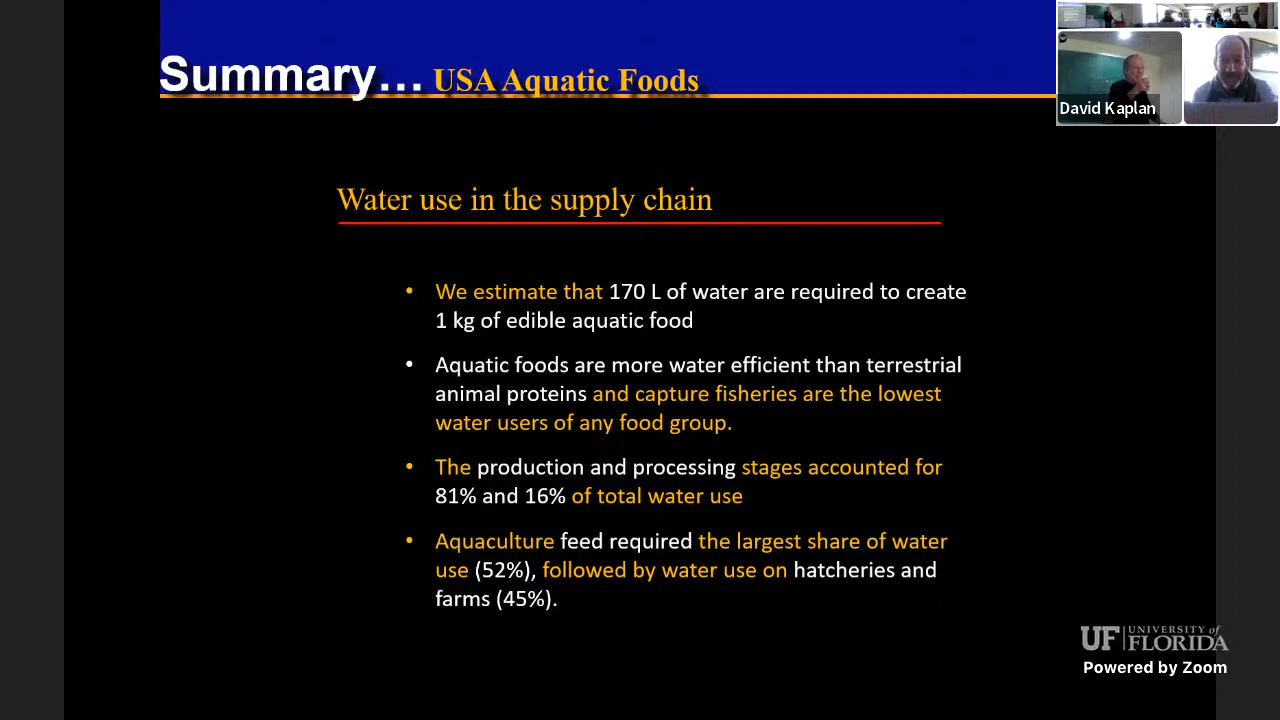 Summary… USA Aquatic Foods
David Kaplan
Water use in the supply chain
• We estimate that 170 L of water are required to create
1 kg of edible aquatic food
• Aquatic foods are more water efficient than terrestrial
animal proteins and capture fisheries are the lowest
water users of any food group.
• The production and processing stages accounted for
81% and 16% of total water use
• Aquaculture feed required the largest share of water
use (52%), followed by water use on hatcheries and
farms (45%).
UF UNIVERSITY of
FLORIDA
Powered by Zoom